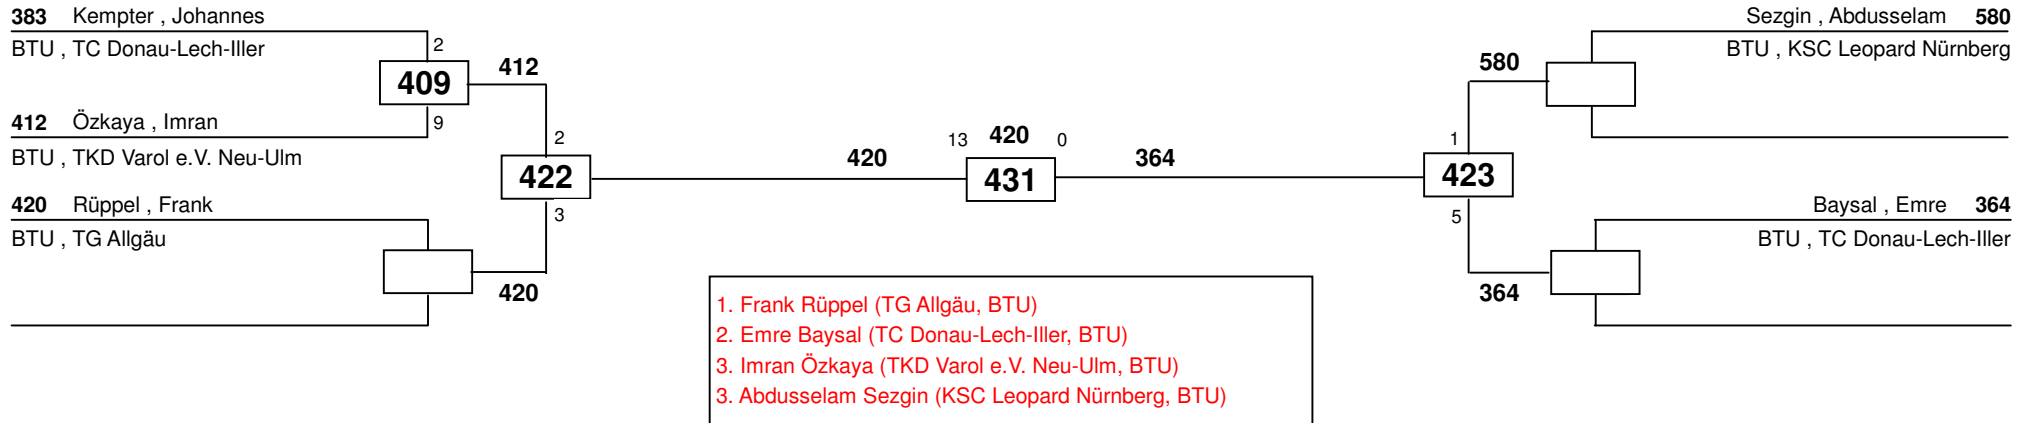 383 Kempter , Johannes
BTU , TC Donau-Lech-Iller
2
409
412
412 Özkaya , Imran
9
BTU , TKD Varol e.V. Neu-Ulm
2
422
3
420 Rüppel , Frank
BTU , TG Allgäu
420
420
13 420 0
431
364
Sezgin , Abdusselam 580
BTU , KSC Leopard Nürnberg
580
1
423
5
Baysal , Emre 364
BTU , TC Donau-Lech-Iller
364
1. Frank Rüppel (TG Allgäu, BTU)
2. Emre Baysal (TC Donau-Lech-Iller, BTU)
3. Imran Özkaya (TKD Varol e.V. Neu-Ulm, BTU)
3. Abdusselam Sezgin (KSC Leopard Nürnberg, BTU)